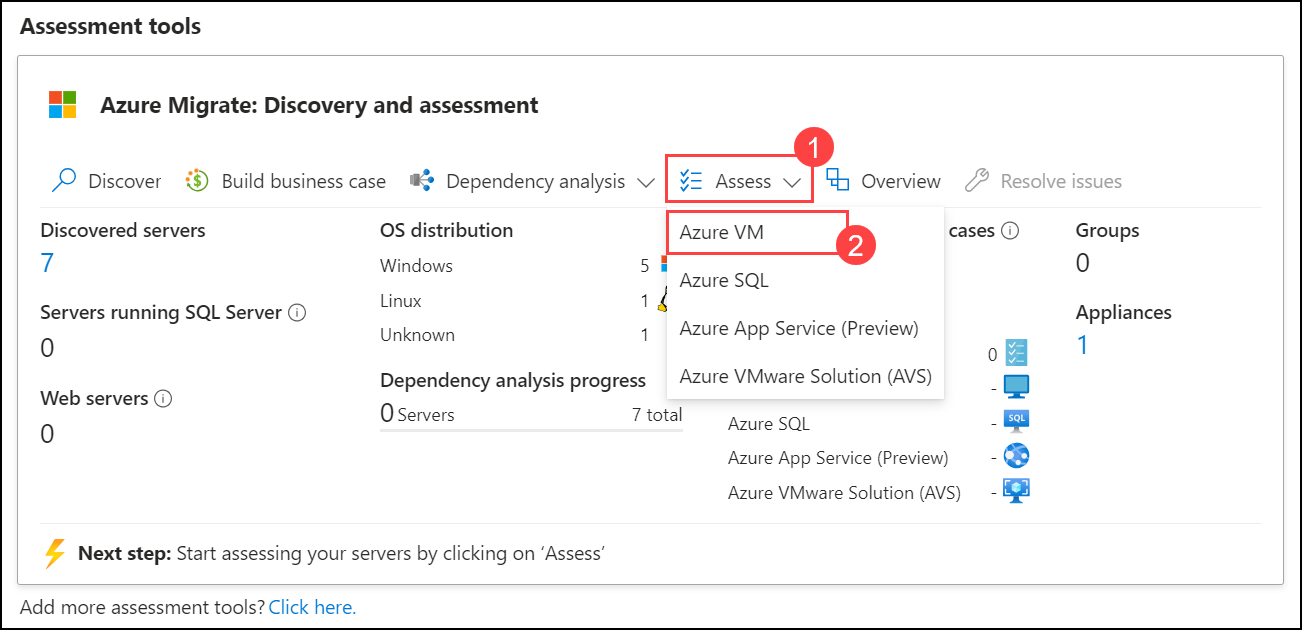 Assessment tools
Azure Migrate: Discovery and assessment
Discover Build business case Dependency analysis Assess 1 Overview Resolve issues
Discovered servers
7
Servers running SQL Server
0
Web servers
0
OS distribution
Windows 5
Linux 1
Unknown 1
Dependency analysis progress
0 Servers 7 total
Azure VM 2
Azure SQL
Azure App Service (Preview)
Azure VMware Solution (AVS)
cases
0
-
Azure SQL - SQL
Azure App Service (Preview) -
Azure VMware Solution (AVS) -
Groups
0
Appliances
1
Next step: Start assessing your servers by clicking on ‘Assess’
Add more assessment tools? Click here.